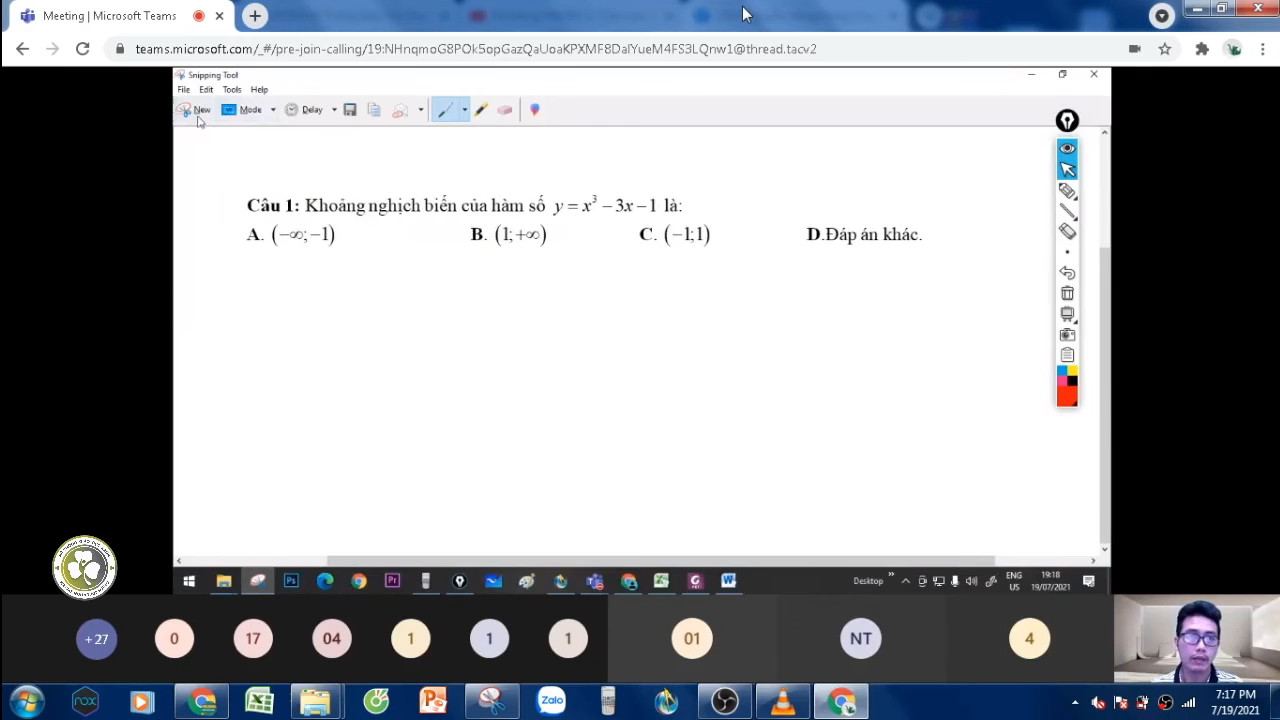 Meeting | Microsoft Teams
teams.microsoft.com/_#/pre-join-calling/19:NHnqmoG8POk5opGazQaUoaKPXMF8DaIYueM4FS3LQnw1@thread.tacv2
Snipping Tool
File Edit Tools Help
New Mode Delay
Câu 1: Khoảng nghịch biến của hàm số y = x³ − 3x − 1 là:
A. (−∞; −1) B. (1; +∞) C. (−1;1) D.Đáp án khác.
Desktop ENG 19:18
US 19/07/2021
+27 0 17 04 1 1 1 01 NT 4
nox Zalo 7:17 PM
7/19/2021